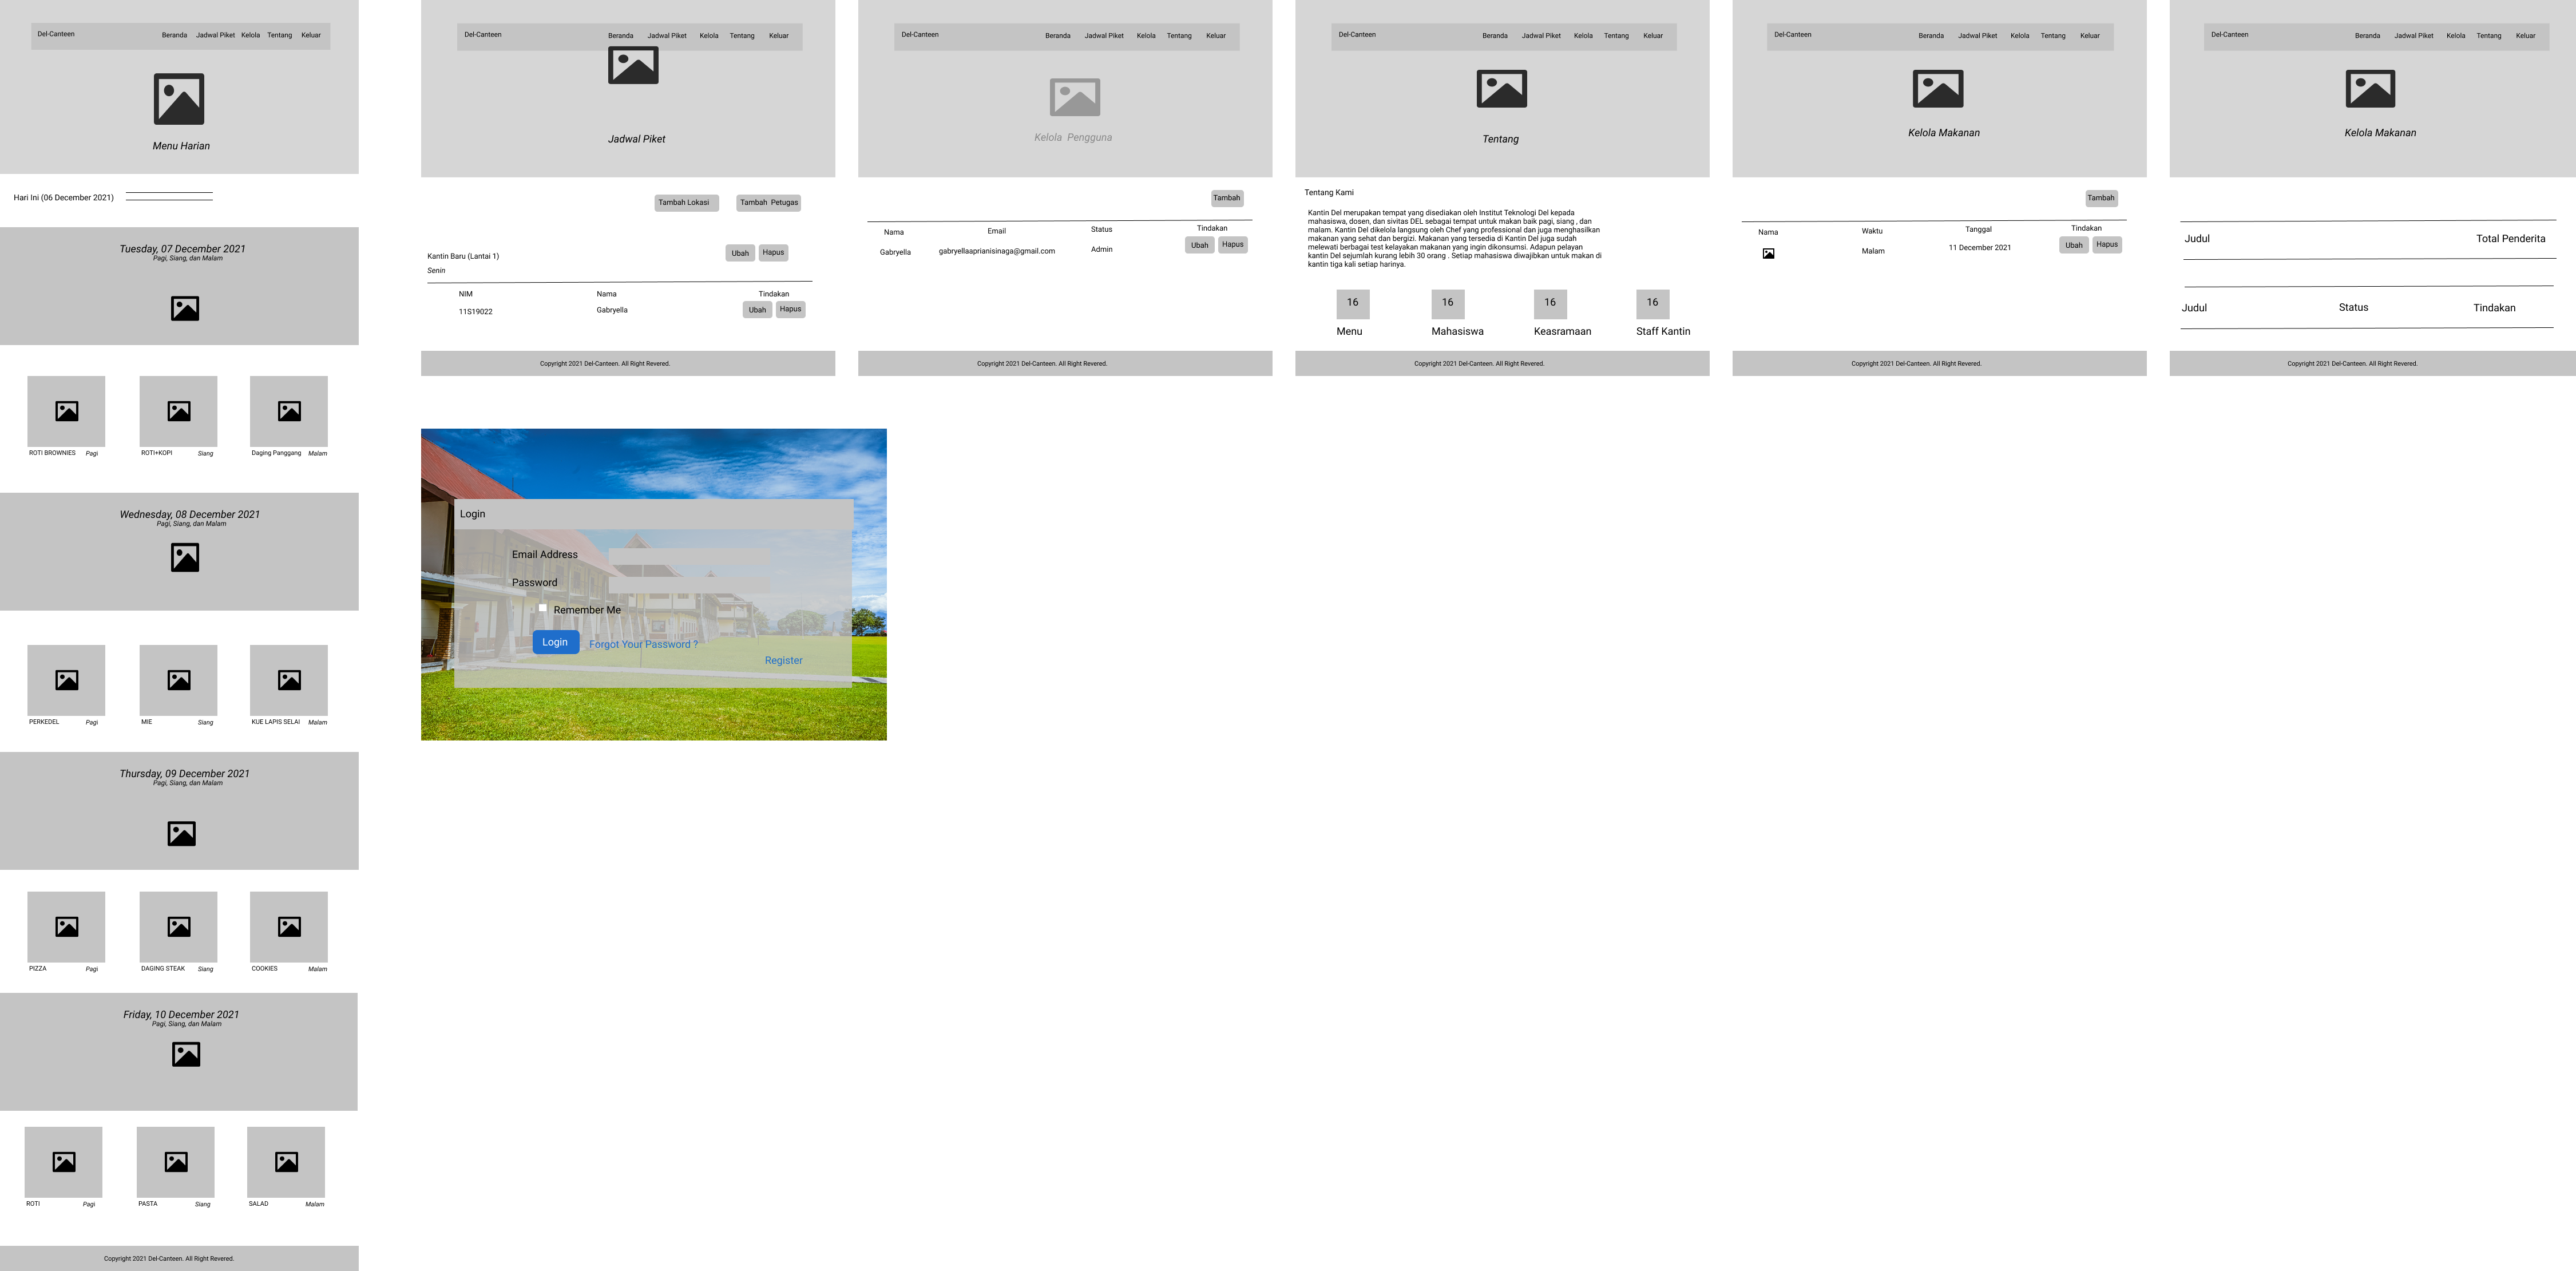 Del-Canteen Beranda Jadwal Piket Kelola Tentang Keluar
Menu Harian
Hari Ini (06 December 2021)
Tuesday, 07 December 2021
Pagi, Siang, dan Malam
ROTI BROWNIES Pagi ROTI+KOPI Siang Daging Panggang Malam
Wednesday, 08 December 2021
Pagi, Siang, dan Malam
PERKEDEL Pagi MIE Siang KUE LAPIS SELAI Malam
Thursday, 09 December 2021
Pagi, Siang, dan Malam
PIZZA Pagi DAGING STEAK Siang COOKIES Malam
Friday, 10 December 2021
Pagi, Siang, dan Malam
ROTI Pagi PASTA Siang SALAD Malam
Copyright 2021 Del-Canteen. All Right Revered.
Del-Canteen Beranda Jadwal Piket Kelola Tentang Keluar
Jadwal Piket
Tambah Lokasi Tambah Petugas
Ubah Hapus
Kantin Baru (Lantai 1)
Senin
NIM Nama Tindakan
11S19022 Gabryella Ubah Hapus
Copyright 2021 Del-Canteen. All Right Revered.
Del-Canteen Beranda Jadwal Piket Kelola Tentang Keluar
Kelola Pengguna
Tambah
Nama Email Status Tindakan
Gabryella gabryellaaprianisinaga@gmail.com Admin Ubah Hapus
Copyright 2021 Del-Canteen. All Right Revered.
Del-Canteen Beranda Jadwal Piket Kelola Tentang Keluar
Tentang
Tentang Kami
Kantin Del merupakan tempat yang disediakan oleh Institut Teknologi Del kepada
mahasiswa, dosen, dan sivitas DEL sebagai tempat untuk makan baik pagi, siang , dan
malam. Kantin Del dikelola langsung oleh Chef yang professional dan juga menghasilkan
makanan yang sehat dan bergizi. Makanan yang tersedia di Kantin Del juga sudah
melewati berbagai test kelayakan makanan yang ingin dikonsumsi. Adapun pelayan
kantin Del sejumlah kurang lebih 30 orang . Setiap mahasiswa diwajibkan untuk makan di
kantin tiga kali setiap harinya.
16 16 16 16
Menu Mahasiswa Keasramaan Staff Kantin
Copyright 2021 Del-Canteen. All Right Revered.
Del-Canteen Beranda Jadwal Piket Kelola Tentang Keluar
Kelola Makanan
Tambah
Nama Waktu Tanggal Tindakan
Malam 11 December 2021 Ubah Hapus
Copyright 2021 Del-Canteen. All Right Revered.
Del-Canteen Beranda Jadwal Piket Kelola Tentang Keluar
Kelola Makanan
Judul Total Penderita
Judul Status Tindakan
Copyright 2021 Del-Canteen. All Right Revered.
Login
Email Address
Password
Remember Me
Login Forgot Your Password ?
Register